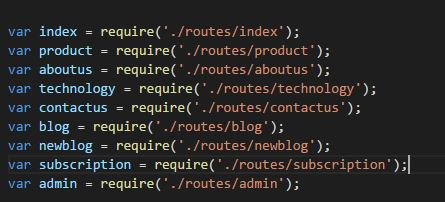 var index = require('./routes/index');
var product = require('./routes/product');
var aboutus = require('./routes/aboutus');
var technology = require('./routes/technology');
var contactus = require('./routes/contactus');
var blog = require('./routes/blog');
var newblog = require('./routes/newblog');
var subscription = require('./routes/subscription');
var admin = require('./routes/admin');